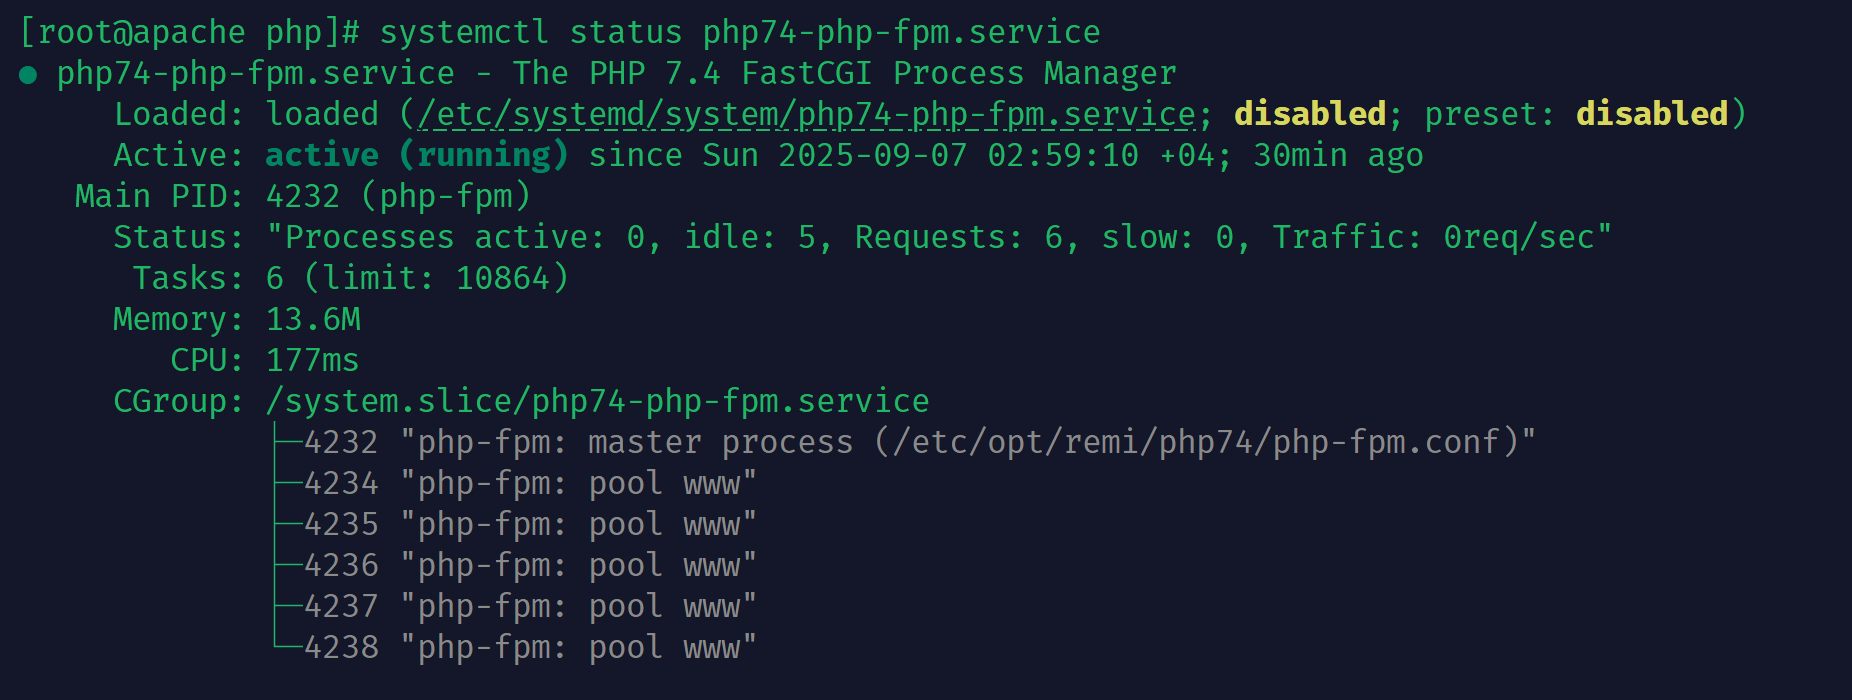 [root@apache php]# systemctl status php74-php-fpm.service
● php74-php-fpm.service - The PHP 7.4 FastCGI Process Manager
     Loaded: loaded (/etc/systemd/system/php74-php-fpm.service; disabled; preset: disabled)
     Active: active (running) since Sun 2025-09-07 02:59:10 +04; 30min ago
   Main PID: 4232 (php-fpm)
     Status: "Processes active: 0, idle: 5, Requests: 6, slow: 0, Traffic: 0req/sec"
      Tasks: 6 (limit: 10864)
     Memory: 13.6M
        CPU: 177ms
     CGroup: /system.slice/php74-php-fpm.service
             ├─4232 "php-fpm: master process (/etc/opt/remi/php74/php-fpm.conf)"
             ├─4234 "php-fpm: pool www"
             ├─4235 "php-fpm: pool www"
             ├─4236 "php-fpm: pool www"
             ├─4237 "php-fpm: pool www"
             └─4238 "php-fpm: pool www"